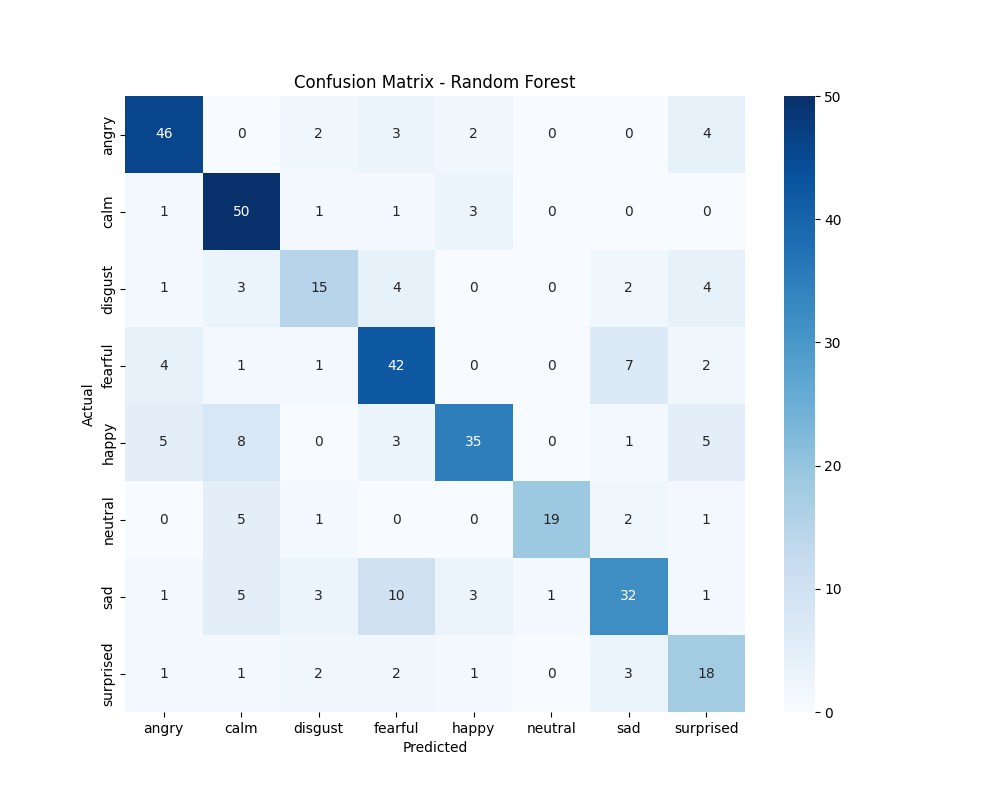 Confusion Matrix - Random Forest
angry 46 0 2 3 2 0 0 4
calm 1 50 1 1 3 0 0 0
disgust 1 3 15 4 0 0 2 4
fearful 4 1 1 42 0 0 7 2
happy 5 8 0 3 35 0 1 5
neutral 0 5 1 0 0 19 2 1
sad 1 5 3 10 3 1 32 1
surprised 1 1 2 2 1 0 3 18
Actual
angry calm disgust fearful happy neutral sad surprised
Predicted
50
40
30
20
10
0